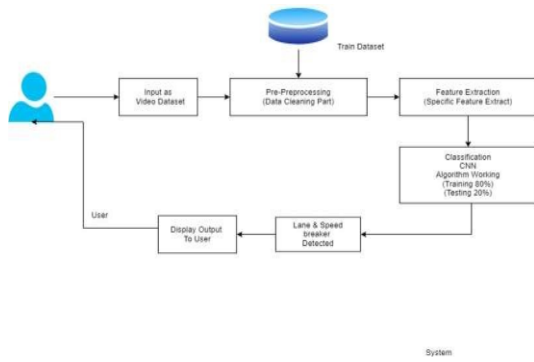 Train Dataset
Input as
Video Dataset
Pre-Preprocessing
(Data Cleaning Part)
Feature Extraction
(Specific Feature Extract)
Classification
CNN
Algorithm Working
(Training 80%)
(Testing 20%)
User
Display Output
To User
Lane & Speed
breaker
Detected
System